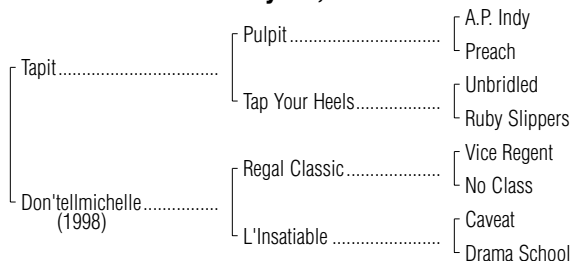 A.P. Indy
Pulpit........................................
Preach
Tapit...................................
Unbridled
Tap Your Heels......................
Ruby Slippers
Vice Regent
Regal Classic........................
No Class
Don'tellmichelle................
(1998)
Caveat
L'Insatiable ...........................
Drama School